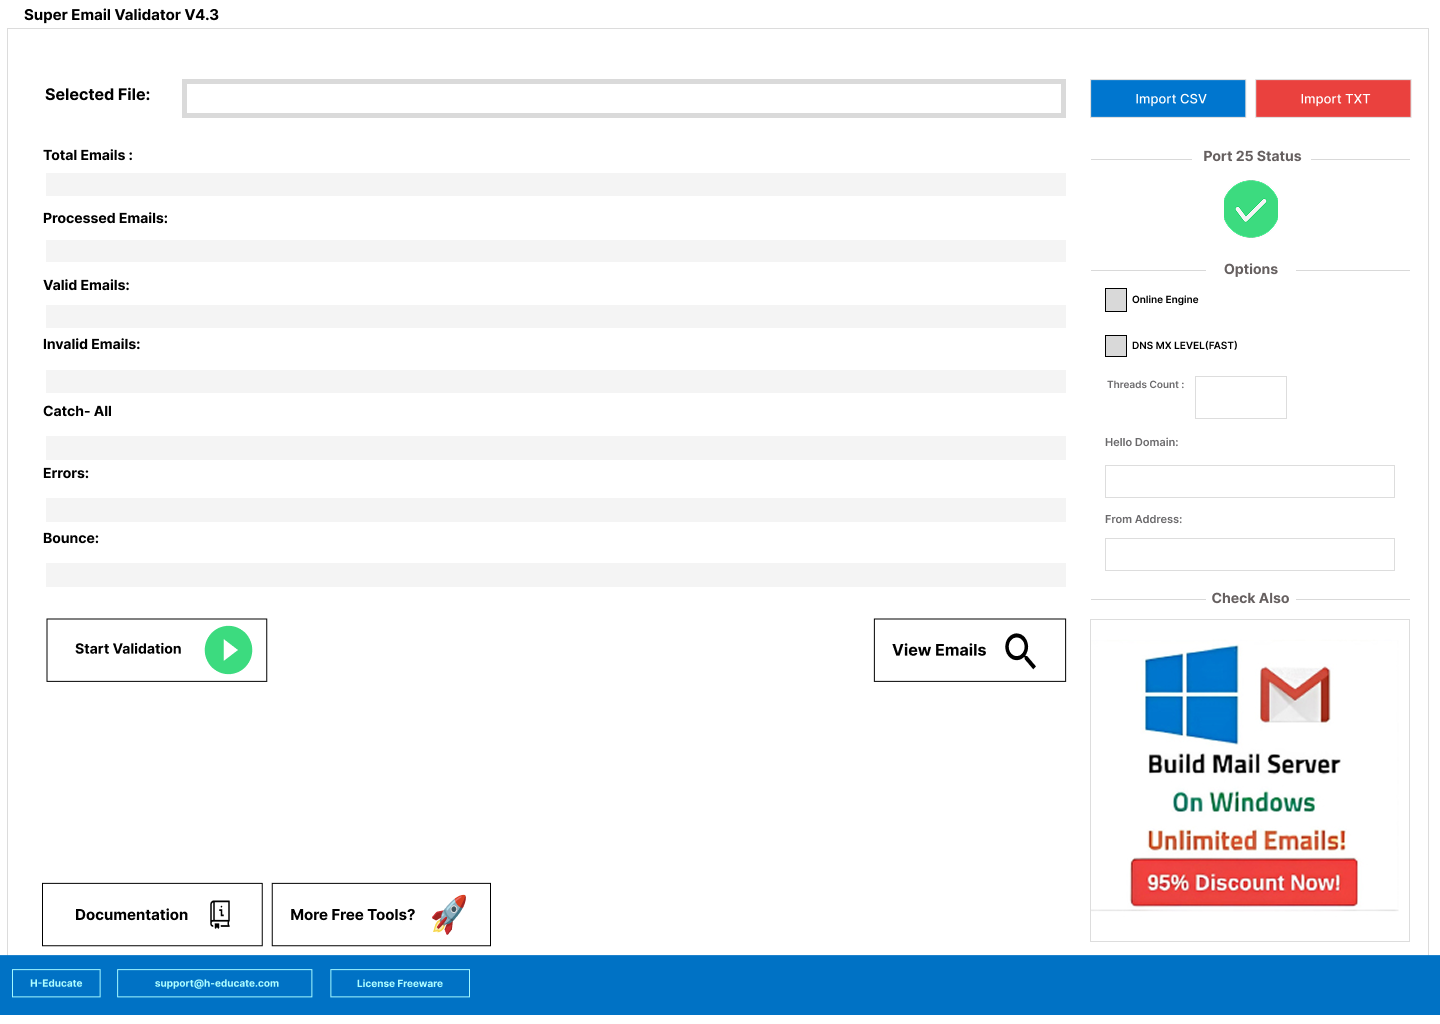 Super Email Validator V4.3
Selected File:
Import CSV
Import TXT
Total Emails :
Processed Emails:
Valid Emails:
Invalid Emails:
Catch- All
Errors:
Bounce:
Start Validation
View Emails
Port 25 Status
Options
Online Engine
DNS MX LEVEL(FAST)
Threads Count :
Hello Domain:
From Address:
Check Also
Build Mail Server
On Windows
Unlimited Emails!
95% Discount Now!
Documentation
More Free Tools?
H-Educate
support@h-educate.com
License Freeware